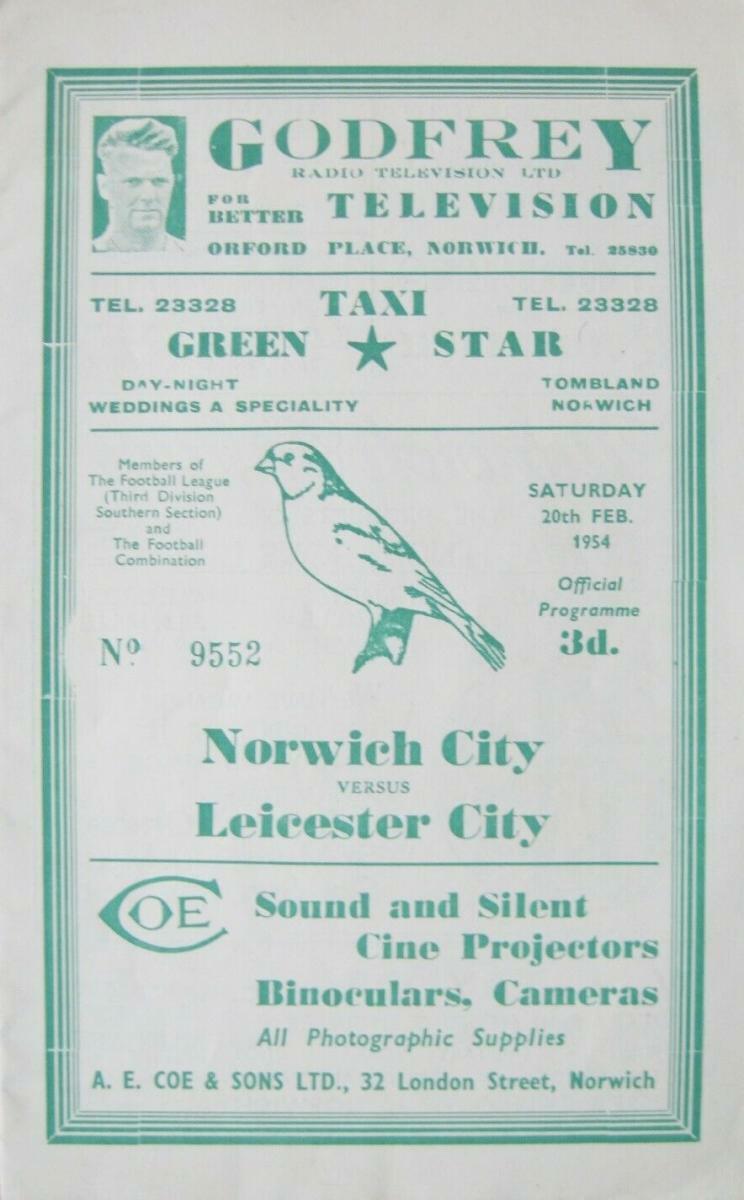 GODFREY
RADIO TELEVISION LTD
FOR BETTER TELEVISION
ORFORD PLACE, NORWICH. Tel. 25830
TEL. 23328 TAXI TEL. 23328
GREEN STAR
DAY-NIGHT TOMBLAND
WEDDINGS A SPECIALITY NORWICH
Members of
The Football League
(Third Division
Southern Section)
and
The Football
Combination
SATURDAY
20th FEB.
1954
Official
Programme
3d.
No. 9552
Norwich City
VERSUS
Leicester City
COE
Sound and Silent
Cine Projectors
Binoculars, Cameras
All Photographic Supplies
A. E. COE & SONS LTD., 32 London Street, Norwich